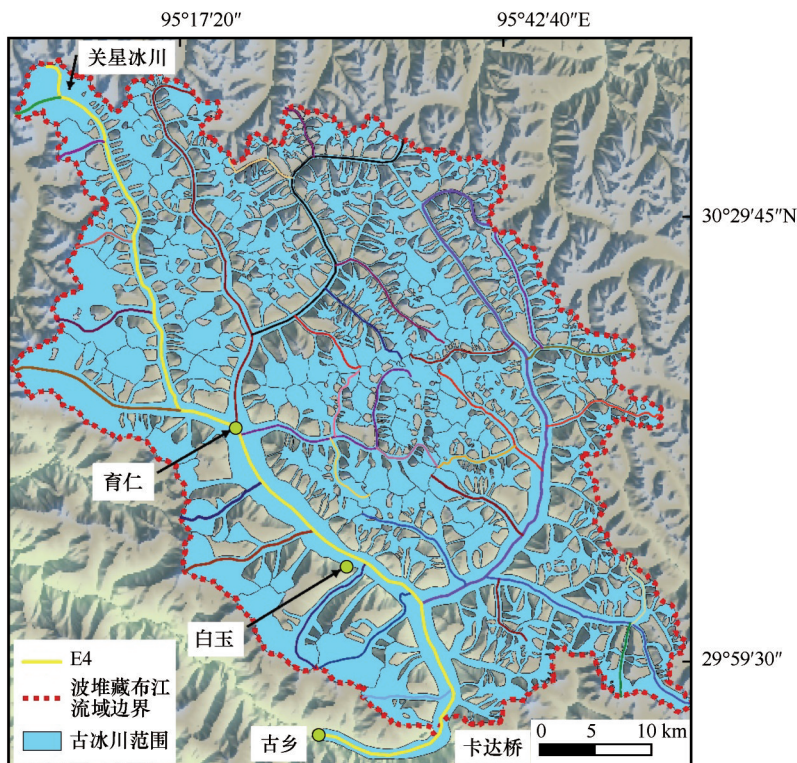 95°17′20″
95°42′40″E
关星冰川
30°29′45″N
育仁
白玉
E4
波堆藏布江
流域边界
古冰川范围
29°59′30″
古乡
卡达桥
0 5 10 km